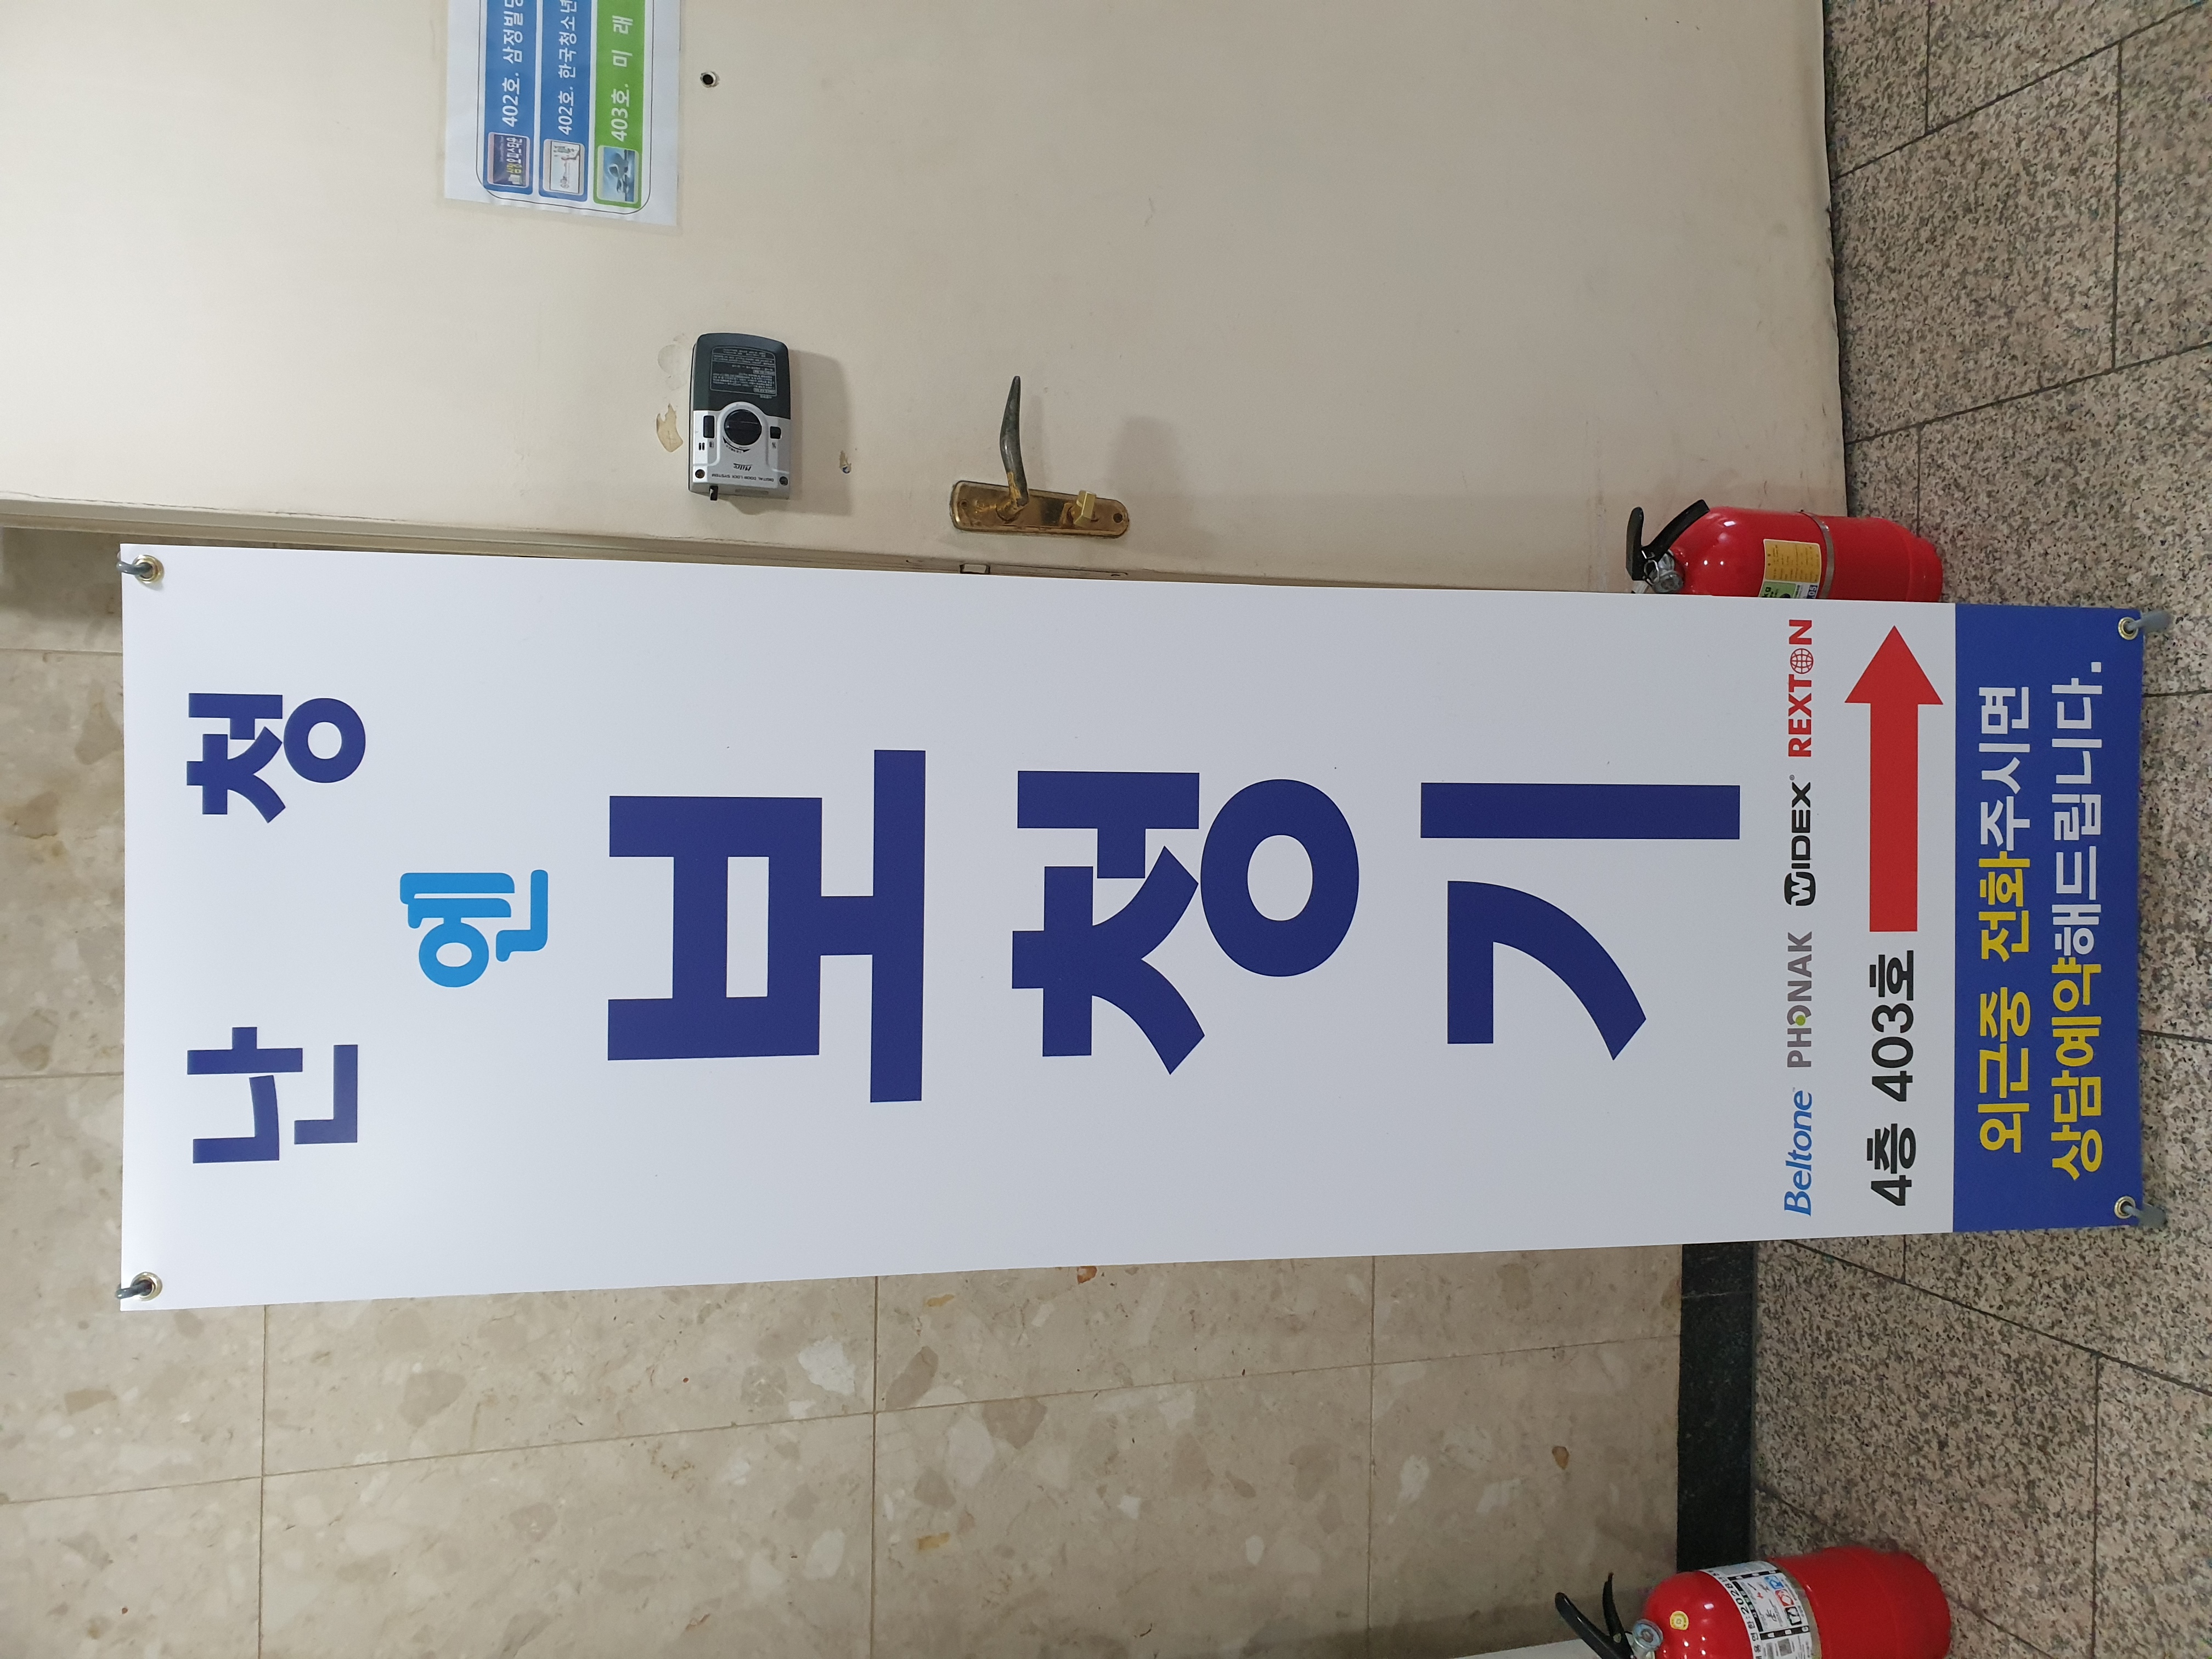 난 청
엔
보
청
기
Beltone PHONAK WIDEX REXTON
4층 403호
외근중 전화주시면
상담예약해드립니다.
402호. 삼정빌딩
402호. 한국청소년
403호. 미 래